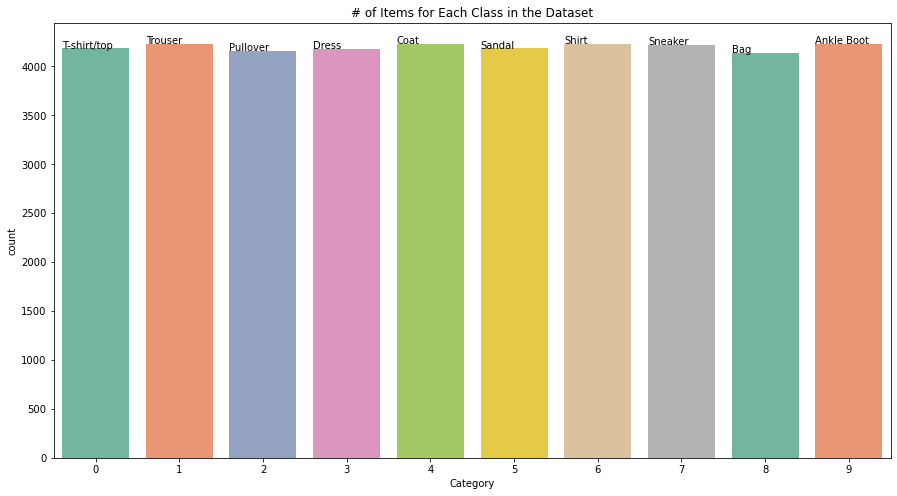 # of Items for Each Class in the Dataset
T-shirt/top
Trouser
Pullover
Dress
Coat
Sandal
Shirt
Sneaker
Bag
Ankle Boot
4000
3500
3000
2500
2000
1500
1000
500
0
count
0 1 2 3 4 5 6 7 8 9
Category